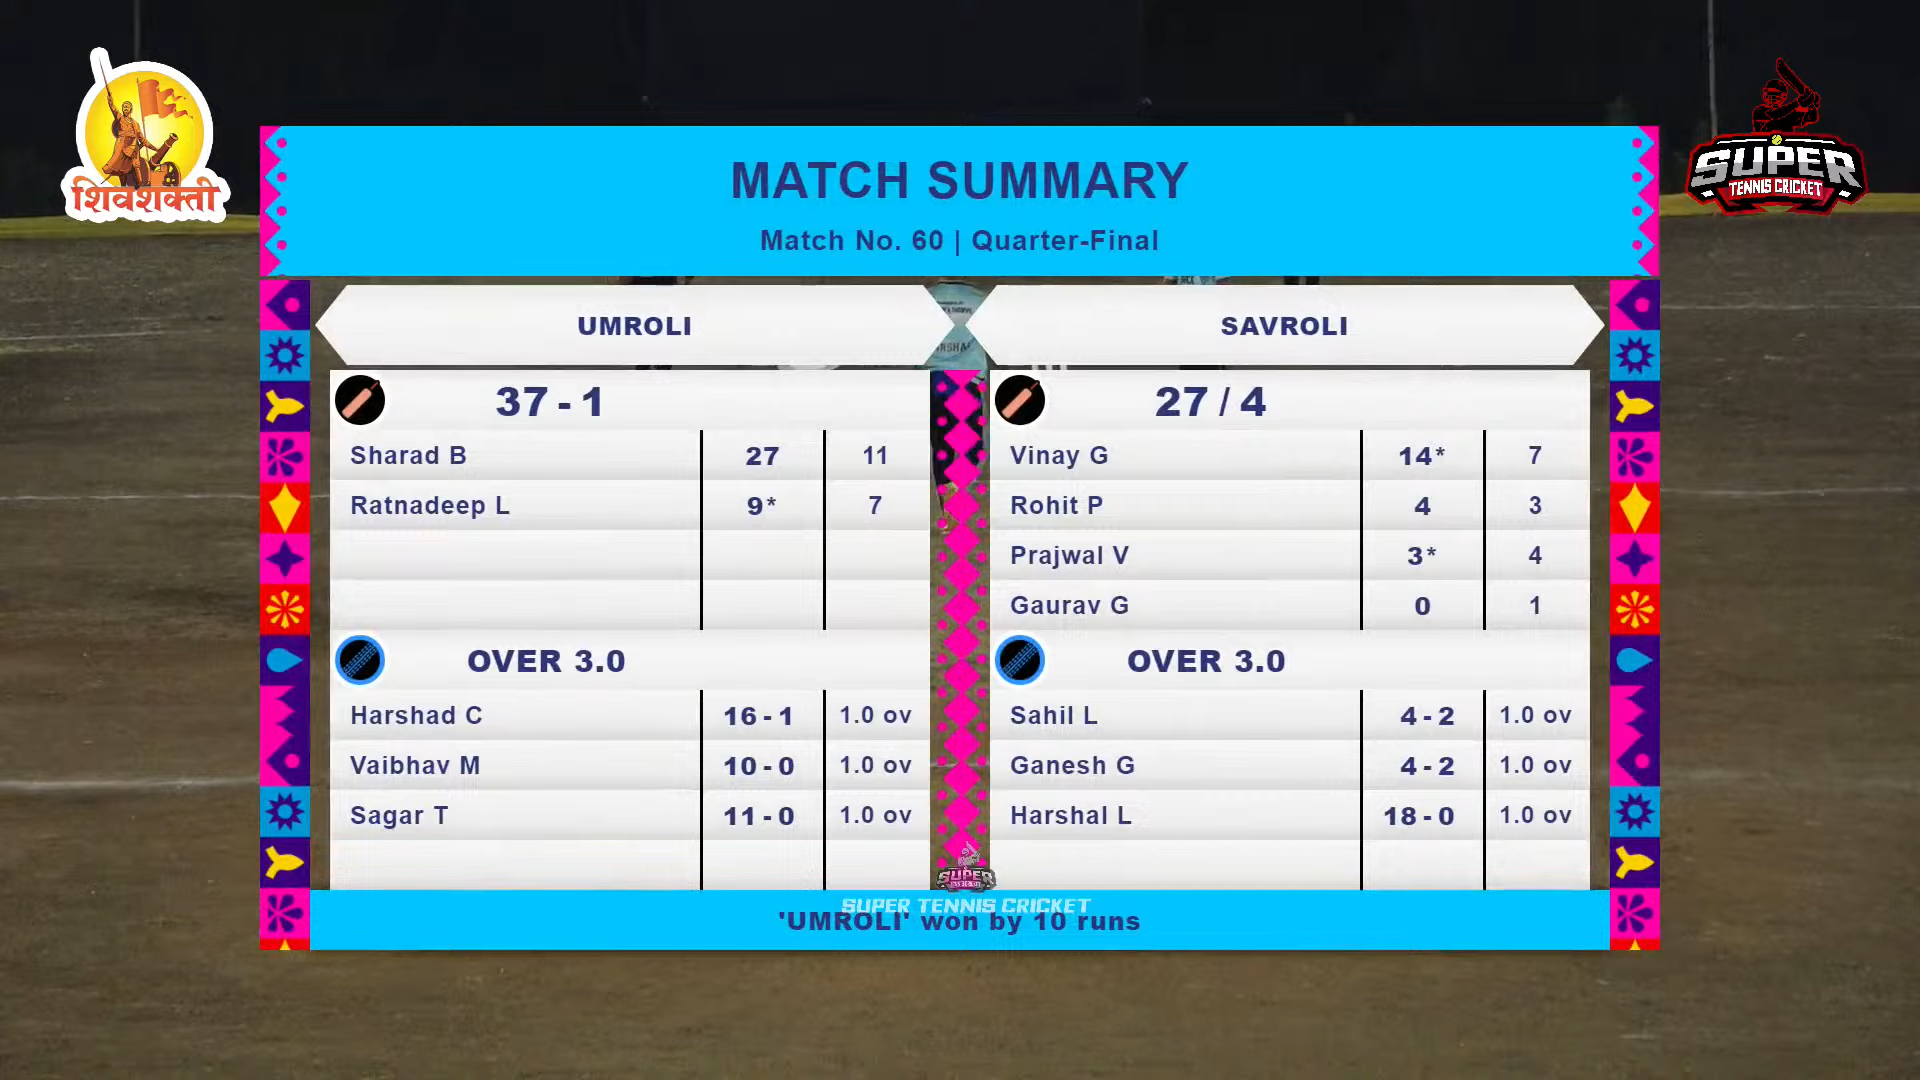 शिवशक्ती
SUPER
TENNIS CRICKET
MATCH SUMMARY
Match No. 60 | Quarter-Final
UMROLI
SAVROLI
37 - 1
Sharad B 27 11
Ratnadeep L 9* 7
OVER 3.0
Harshad C 16 - 1 1.0 ov
Vaibhav M 10 - 0 1.0 ov
Sagar T 11 - 0 1.0 ov
27 / 4
Vinay G 14* 7
Rohit P 4 3
Prajwal V 3* 4
Gaurav G 0 1
OVER 3.0
Sahil L 4 - 2 1.0 ov
Ganesh G 4 - 2 1.0 ov
Harshal L 18 - 0 1.0 ov
SUPER
SUPER TENNIS CRICKET
'UMROLI' won by 10 runs